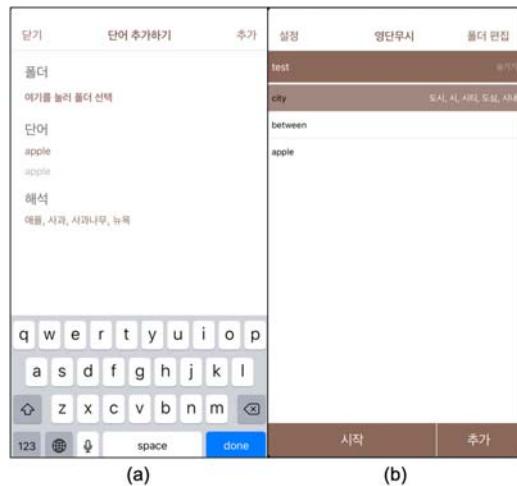 닫기 단어 추가하기 추가
폴더
여기를 눌러 폴더 선택
단어
apple
apple
해석
애플, 사과, 사과나무, 뉴욕
q w e r t y u i o p
a s d f g h j k l
z x c v b n m
123 space done
(a)
설정 영단무시 폴더 편집
test 숨기기
city 도시, 시, 시티, 도심, 시내
between
apple
시작 추가
(b)